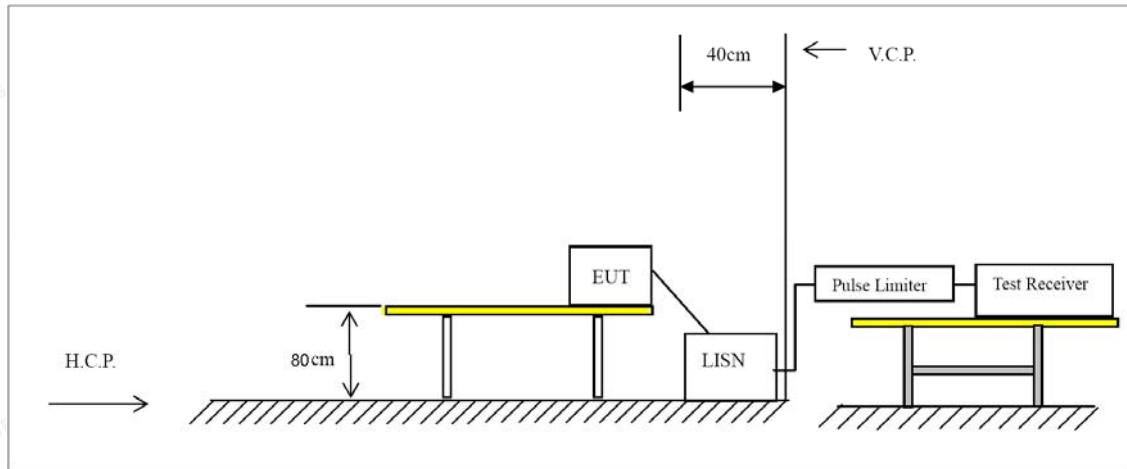 40cm
V.C.P.
EUT
Pulse Limiter
Test Receiver
H.C.P.
80cm
LISN